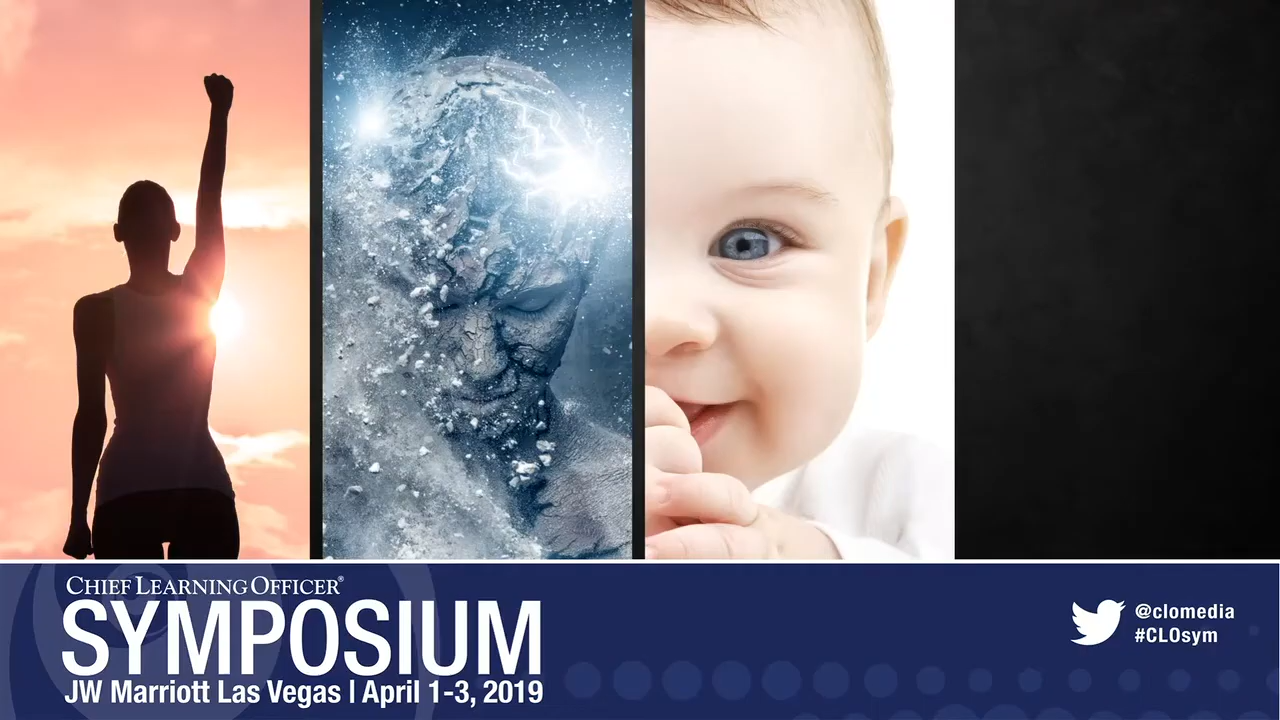 CHIEF LEARNING OFFICER®
SYMPOSIUM
JW Marriott Las Vegas | April 1-3, 2019
@clomedia
#CLOsym